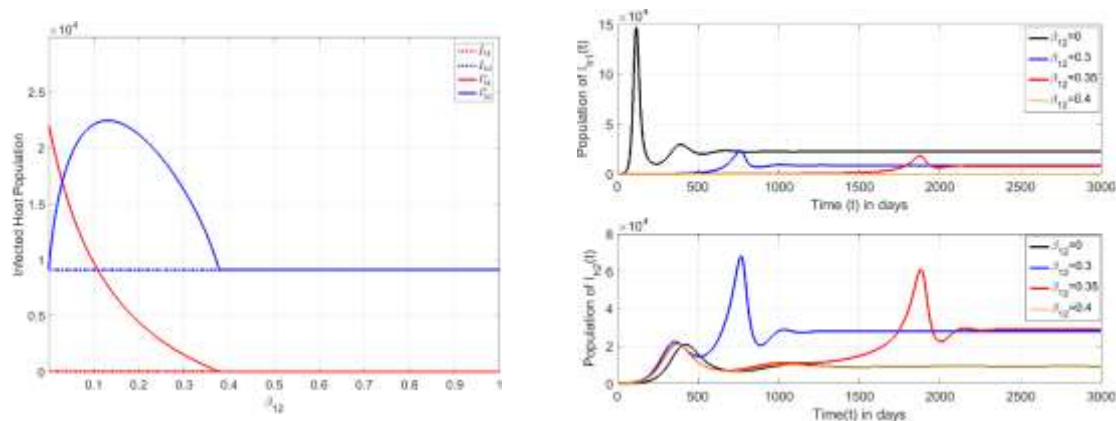 ×10⁴
2.5
2
1.5
1
0.5
0
Infected Host Population
0.1 0.2 0.3 0.4 0.5 0.6 0.7 0.8 0.9 1
β₁₂
×10⁴
15
10
5
0
Population of I_h1(t)
β₁₂=0
β₁₂=0.3
β₁₂=0.35
β₁₂=0.4
0 500 1000 1500 2000 2500 3000
Time (t) in days
×10⁴
8
6
4
2
0
Population of I_h2(t)
β₁₂=0
β₁₂=0.3
β₁₂=0.35
β₁₂=0.4
0 500 1000 1500 2000 2500 3000
Time(t) in days